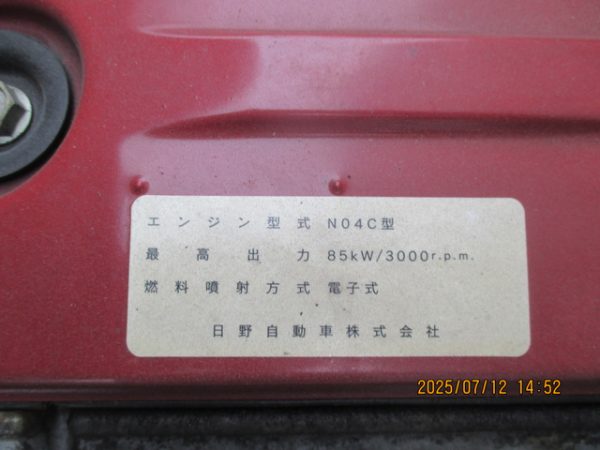 エンジン型式 N04C型
最高出力 85kW/3000r.p.m.
燃料噴射方式 電子式
日野自動車株式会社
2025/07/12 14:52